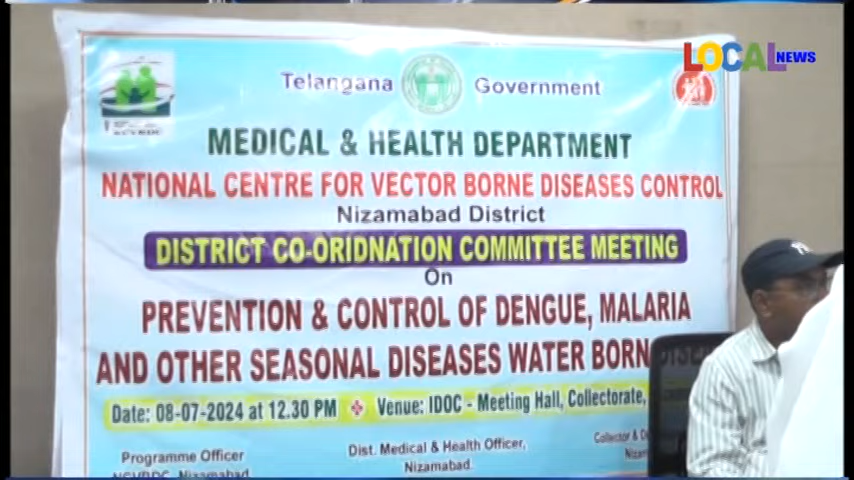 LOCAL NEWS
Telangana Government
MEDICAL & HEALTH DEPARTMENT
NATIONAL CENTRE FOR VECTOR BORNE DISEASES CONTROL
Nizamabad District
DISTRICT CO-ORIDNATION COMMITTEE MEETING
On
PREVENTION & CONTROL OF DENGUE, MALARIA
AND OTHER SEASONAL DISEASES WATER BORN
Date: 08-07-2024 at 12.30 PM Venue: IDOC - Meeting Hall, Collectorate,
Programme Officer
Nizamabad
Dist. Medical & Health Officer,
Nizamabad.
Collector &